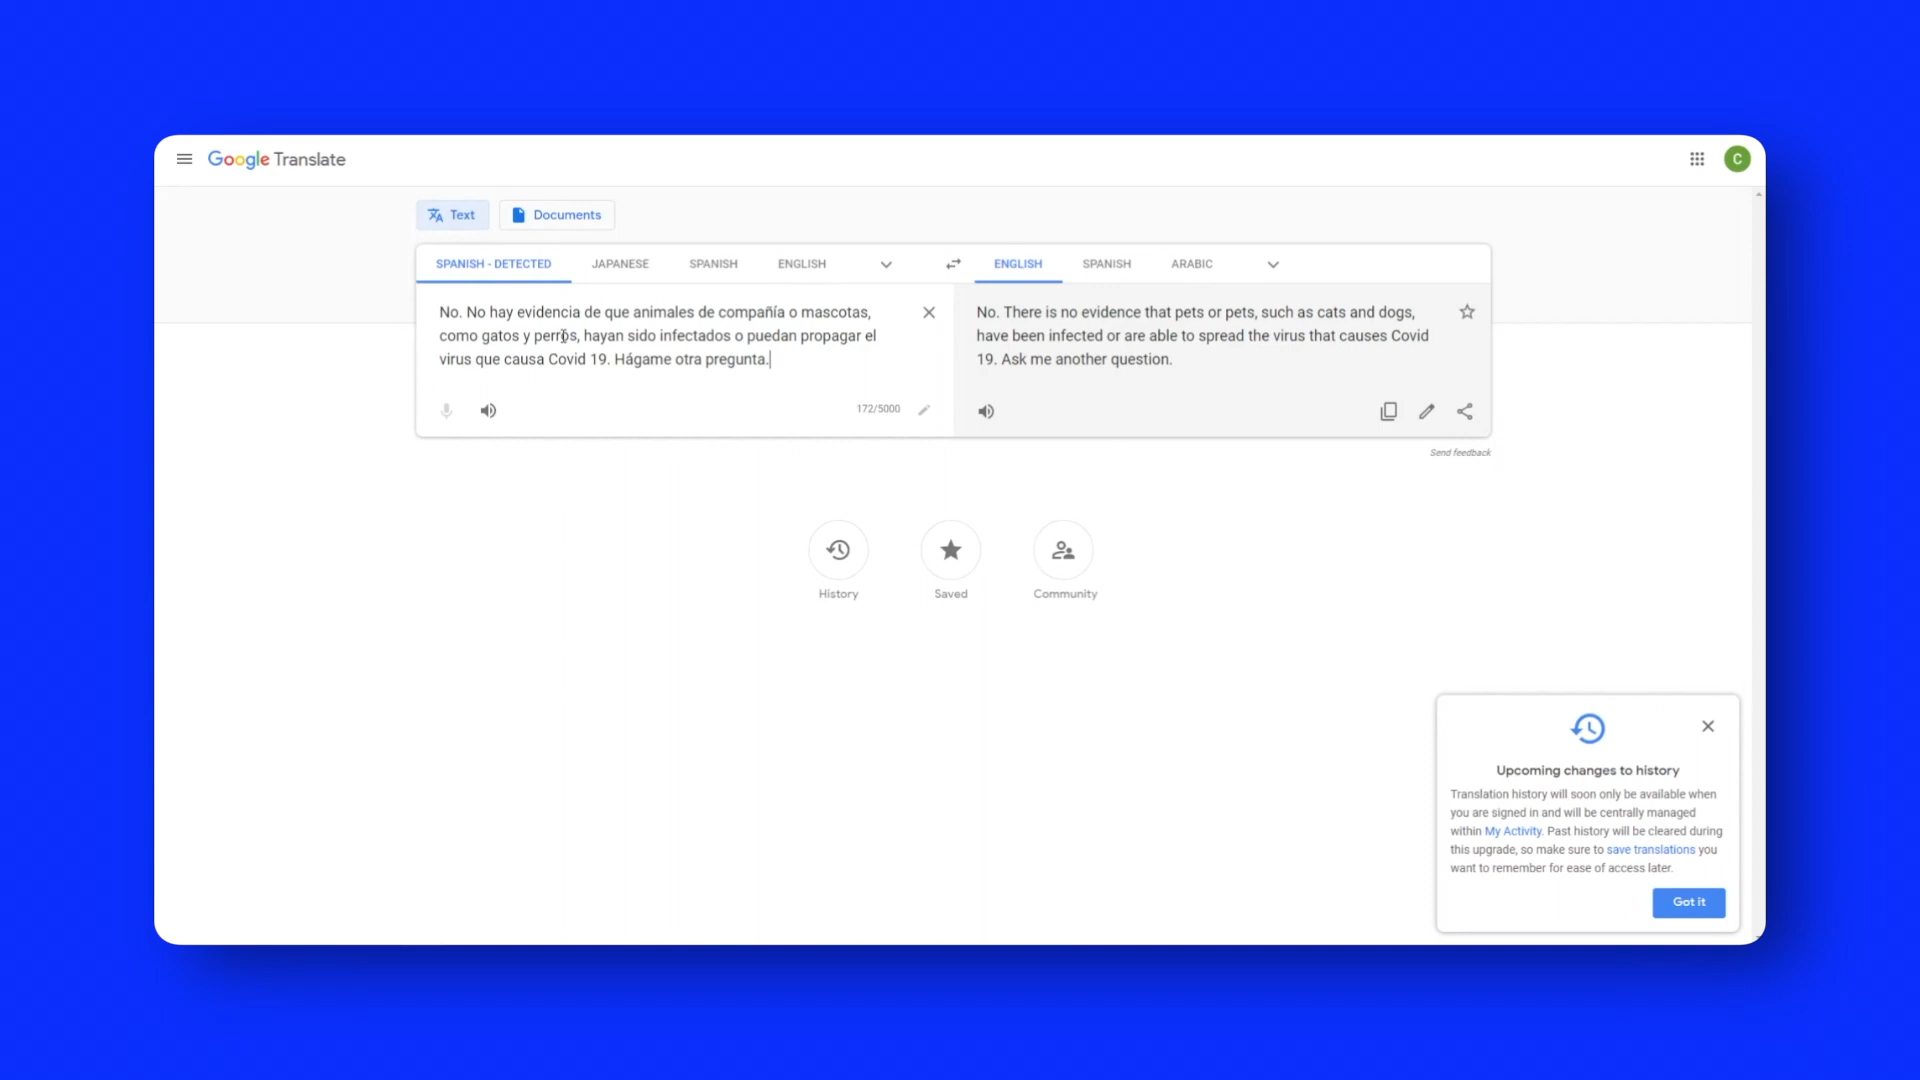 Google Translate
C
Text
Documents
SPANISH - DETECTED
JAPANESE
SPANISH
ENGLISH
ENGLISH
SPANISH
ARABIC
No. No hay evidencia de que animales de compañía o mascotas,
como gatos y perros, hayan sido infectados o puedan propagar el
virus que causa Covid 19. Hágame otra pregunta.
172/5000
No. There is no evidence that pets or pets, such as cats and dogs,
have been infected or are able to spread the virus that causes Covid
19. Ask me another question.
Send feedback
History
Saved
Community
Upcoming changes to history
Translation history will soon only be available when
you are signed in and will be centrally managed
within My Activity. Past history will be cleared during
this upgrade, so make sure to save translations you
want to remember for ease of access later.
Got it